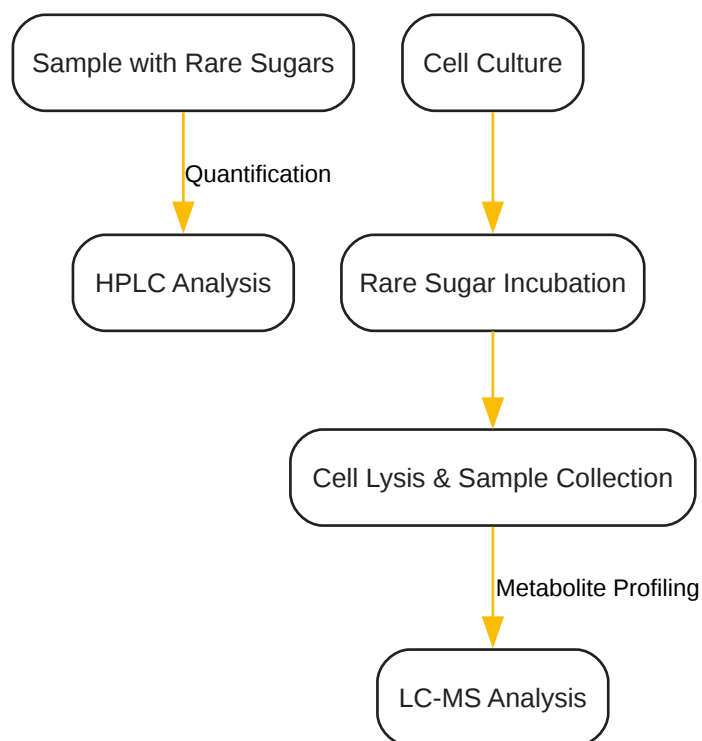 Sample with Rare Sugars
Cell Culture
Quantification
HPLC Analysis
Rare Sugar Incubation
Cell Lysis & Sample Collection
Metabolite Profiling
LC-MS Analysis